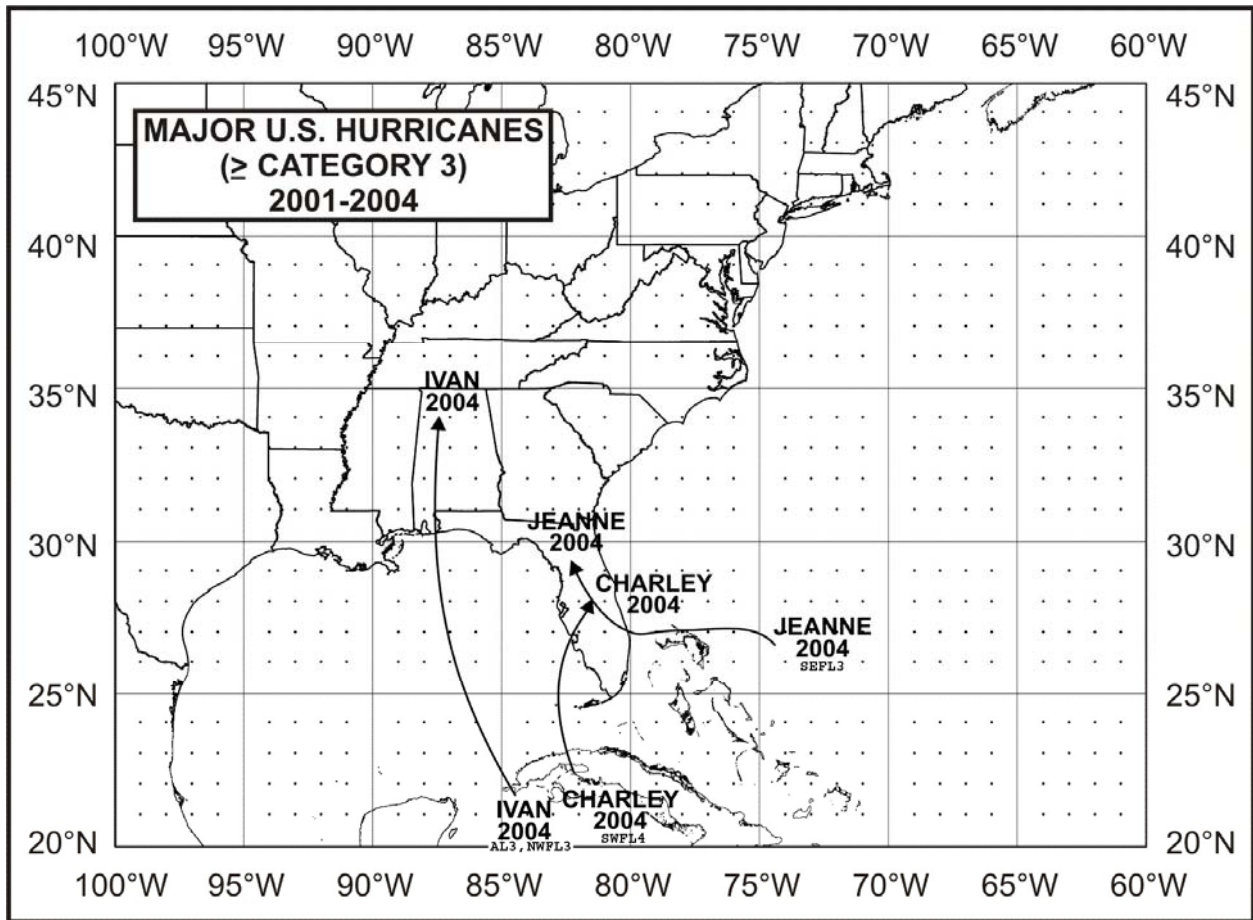 100°W 95°W 90°W 85°W 80°W 75°W 70°W 65°W 60°W
45°N 45°N
MAJOR U.S. HURRICANES
(≥ CATEGORY 3)
2001-2004
40°N 40°N
IVAN
2004
35°N 35°N
JEANNE
2004
30°N 30°N
CHARLEY
2004
JEANNE
2004
SEFL3
25°N 25°N
IVAN
2004
AL3,NWFL3
CHARLEY
2004
SWFL4
20°N 20°N
100°W 95°W 90°W 85°W 80°W 75°W 70°W 65°W 60°W